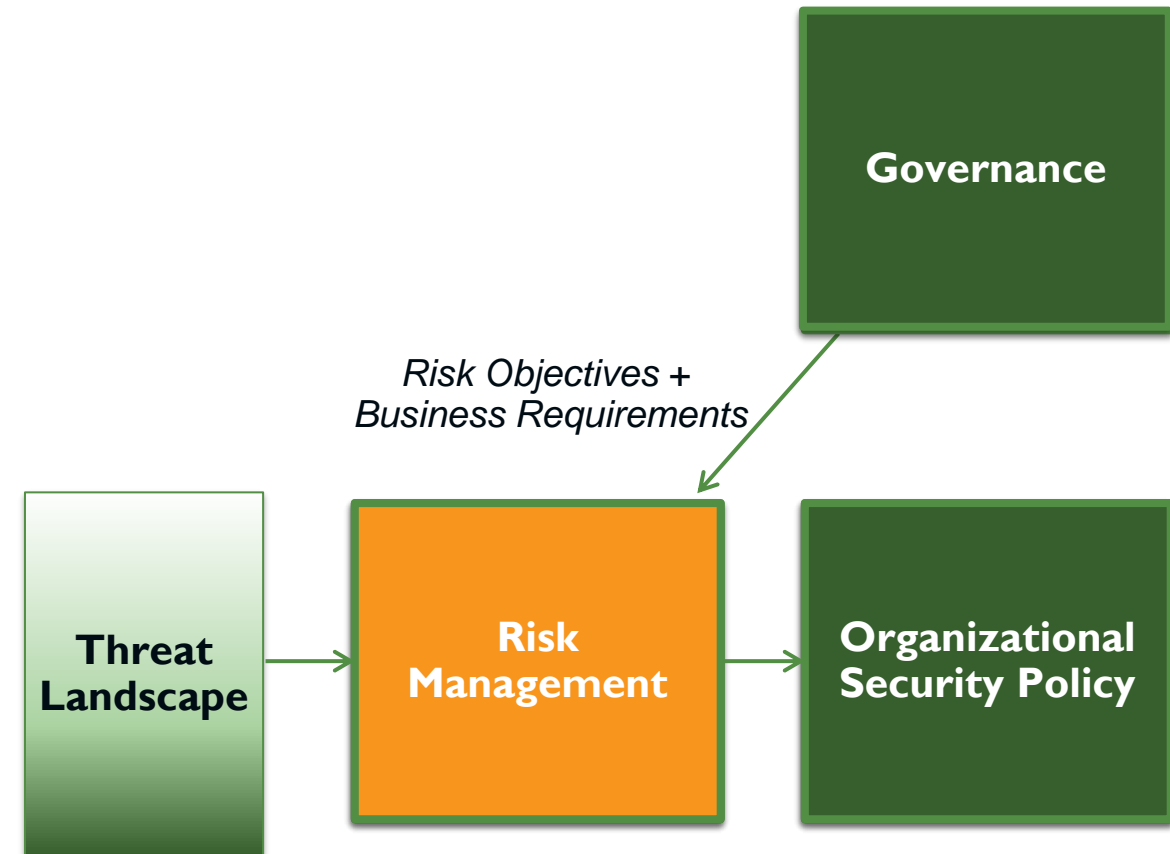 Governance
Risk Objectives +
Business Requirements
Threat
Landscape
Risk
Management
Organizational
Security Policy